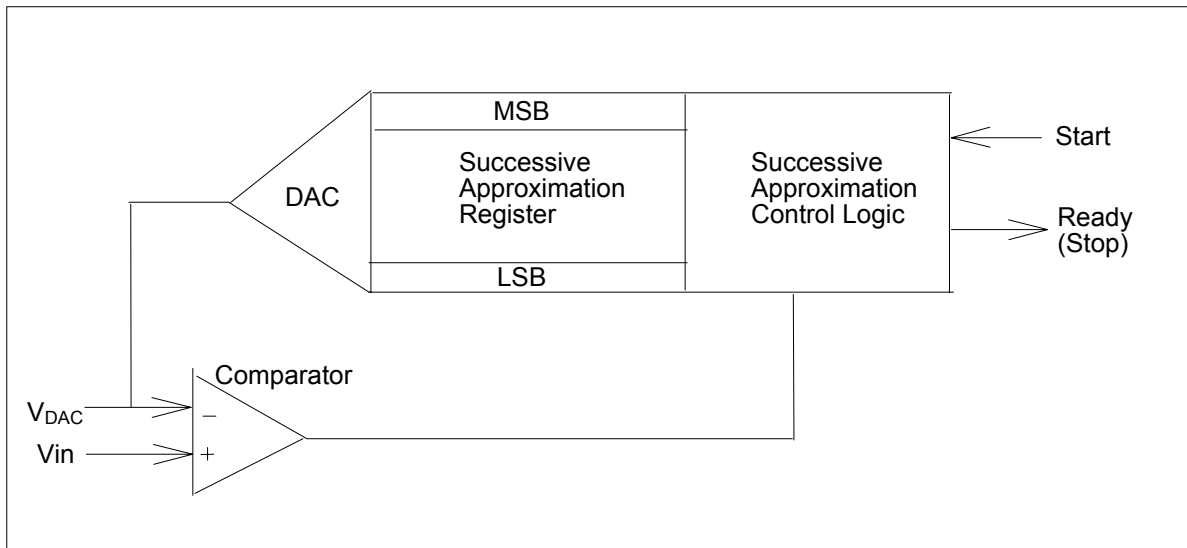 MSB
Successive
Approximation
Register
Successive
Approximation
Control Logic
Start
DAC
Ready
(Stop)
LSB
Comparator
VDAC
−
Vin
+